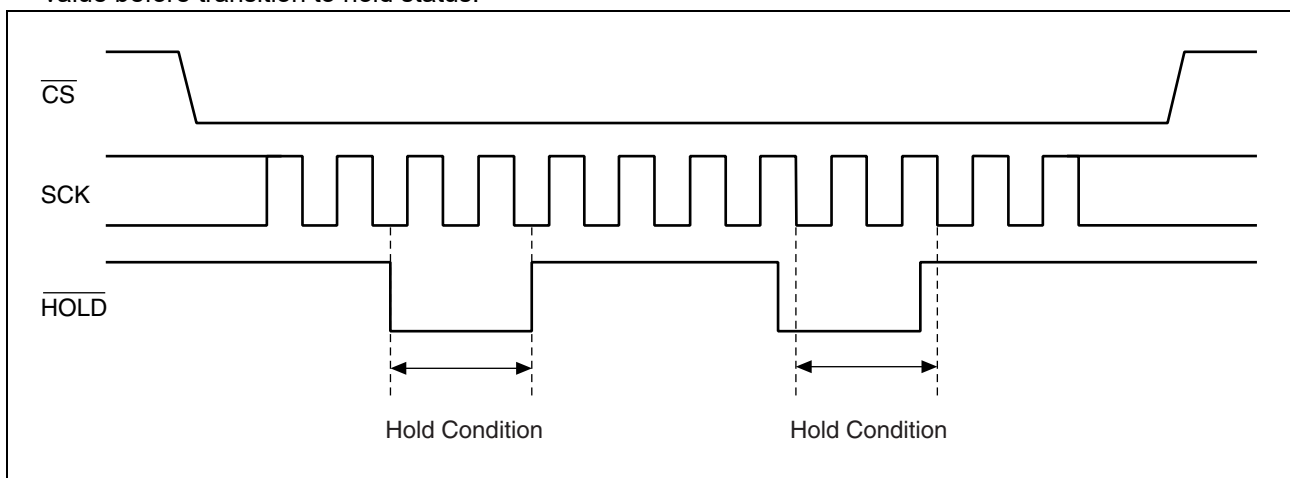 value before transition to hold status.
CS
SCK
HOLD
Hold Condition
Hold Condition